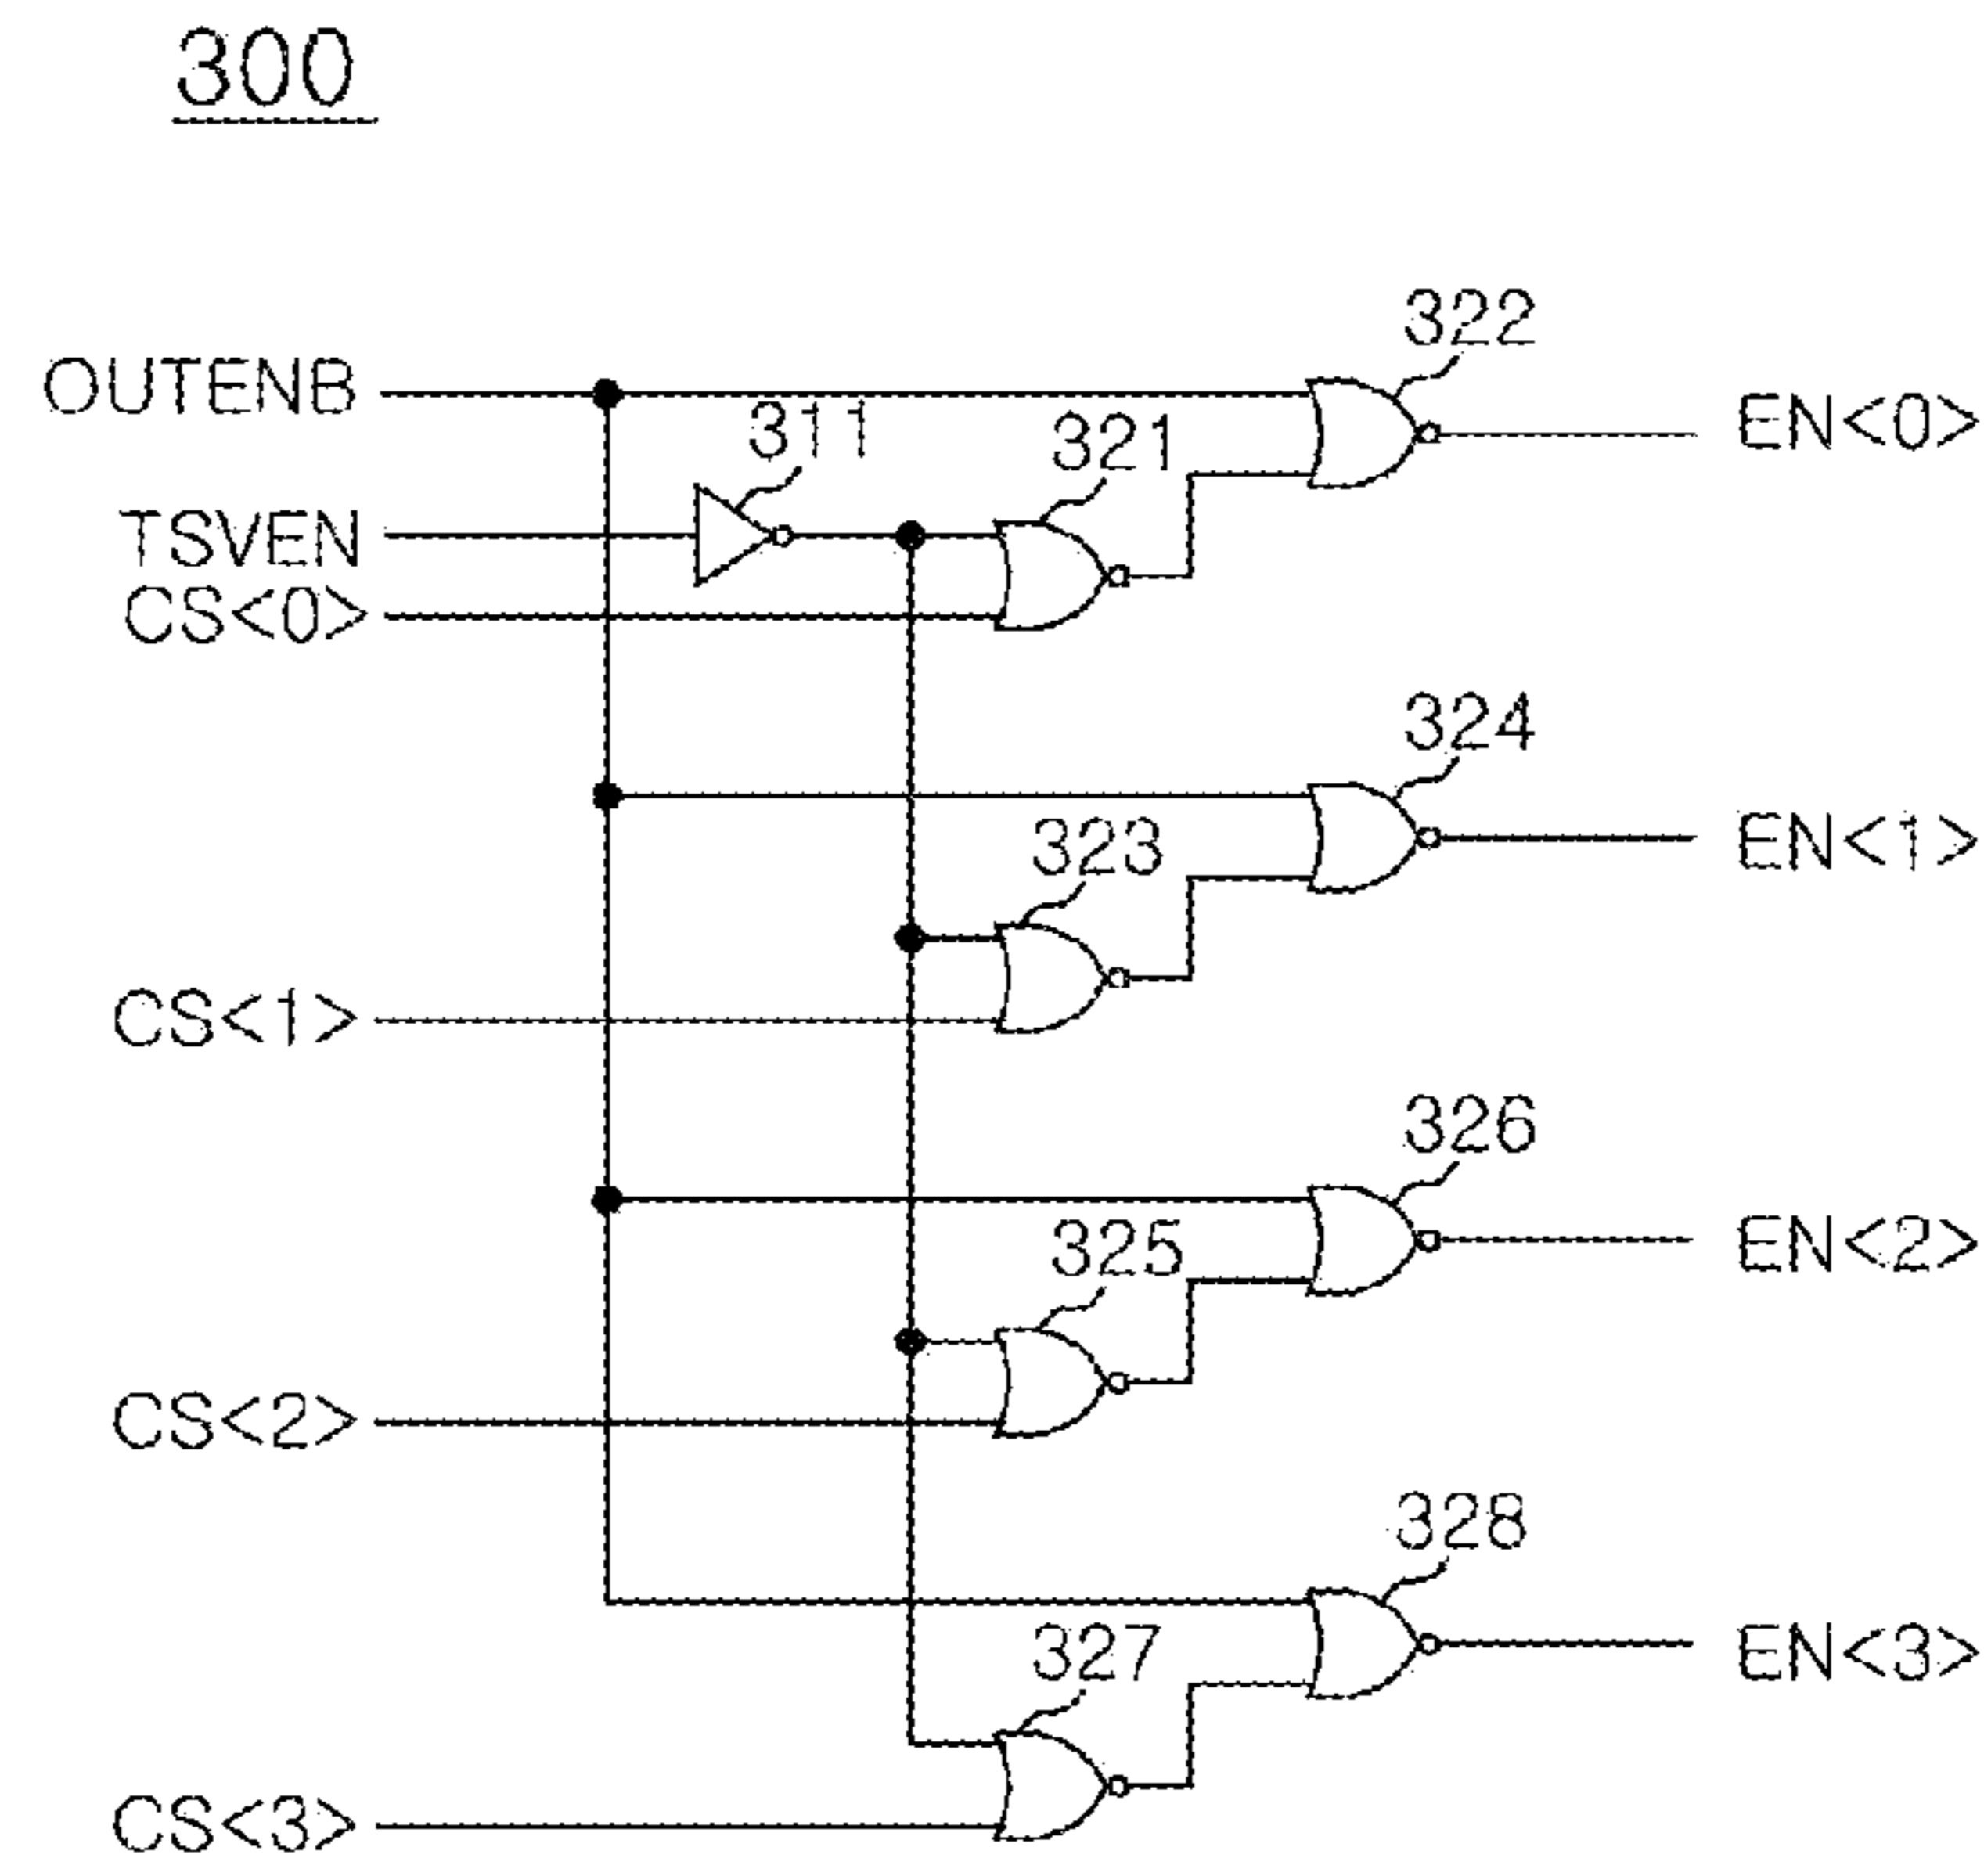 300
322
OUTENB
311
321
EN<0>
TSVEN
CS<0>
324
323
EN<1>
CS<1>
326
325
EN<2>
CS<2>
328
327
EN<3>
CS<3>